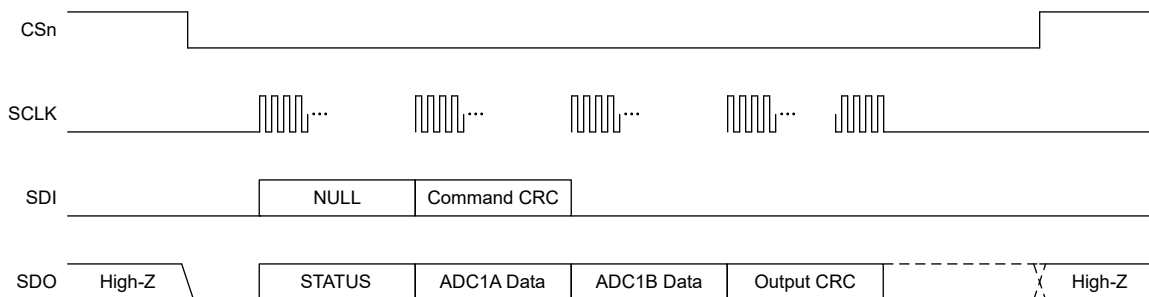 CSn
SCLK ... ... ... ...
SDI NULL Command CRC
SDO High-Z STATUS ADC1A Data ADC1B Data Output CRC High-Z